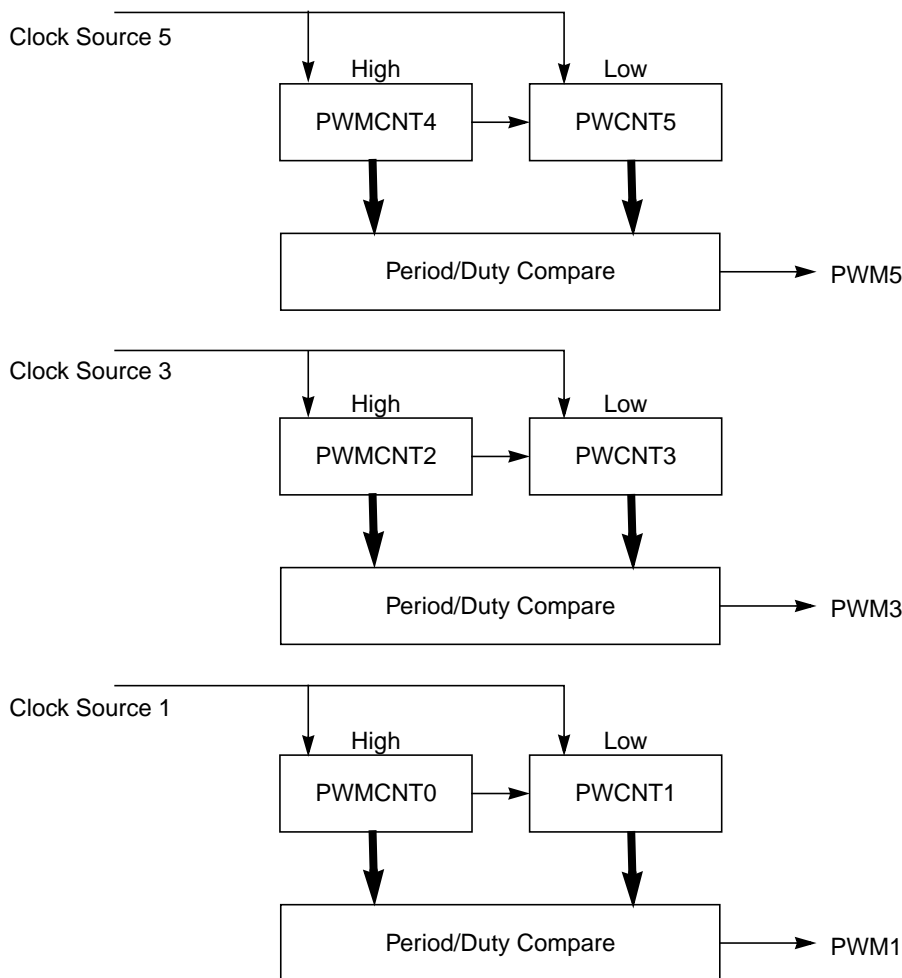 Clock Source 5
High
Low
PWMCNT4
PWCNT5
Period/Duty Compare
PWM5
Clock Source 3
High
Low
PWMCNT2
PWCNT3
Period/Duty Compare
PWM3
Clock Source 1
High
Low
PWMCNT0
PWCNT1
Period/Duty Compare
PWM1